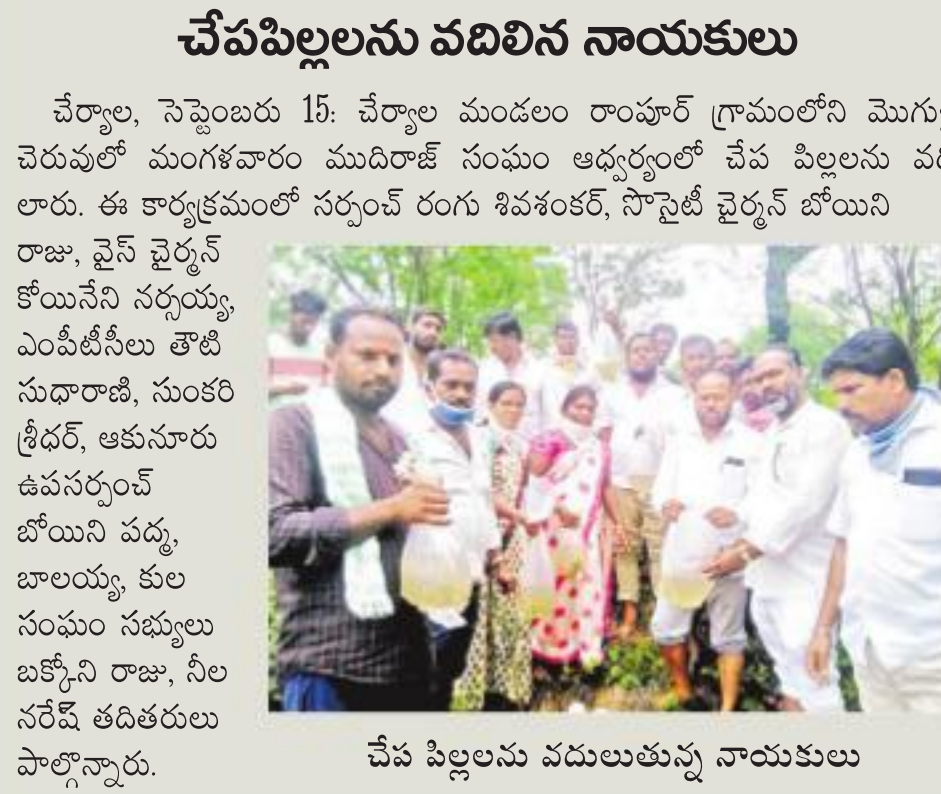 చేపపిల్లలను వదిలిన నాయకులు
చేర్యాల, సెప్టెంబరు 15: చేర్యాల మండలం రాంపూర్ గ్రామంలోని
చెరువులో మంగళవారం ముదిరాజ్ సంఘం ఆధ్వర్యంలో చేప పిల్లలను
లారు. ఈ కార్యక్రమంలో సర్పంచ్ రంగు శివశంకర్, సొసైటీ చైర్మన్ బోయిని
రాజు, వైస్ చైర్మన్
కోయినేని నర్సయ్య,
ఎంపీటీసీలు తౌటి
సుధారాణి, సుంకరి
శ్రీధర్, ఆకునూరు
ఉపసర్పంచ్
బోయిని పద్మ,
బాలయ్య, కుల
సంఘం సభ్యులు
బక్కోని రాజు, నీల
నరేష్ తదితరులు
పాల్గొన్నారు.
చేప పిల్లలను వదులుతున్న నాయకులు